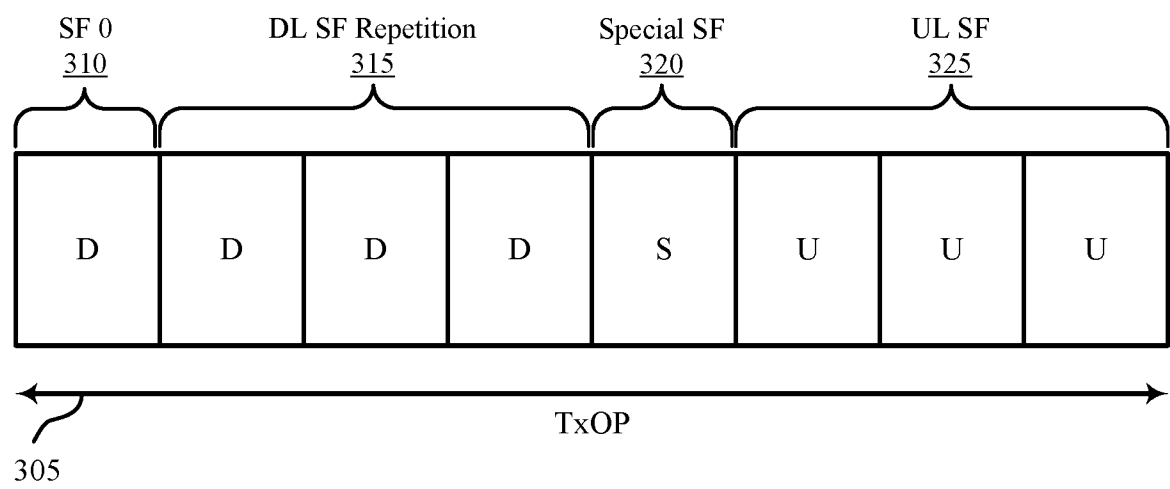 SF 0 DL SF Repetition Special SF UL SF
310 315 320 325
D D D D S U U U
TxOP
305